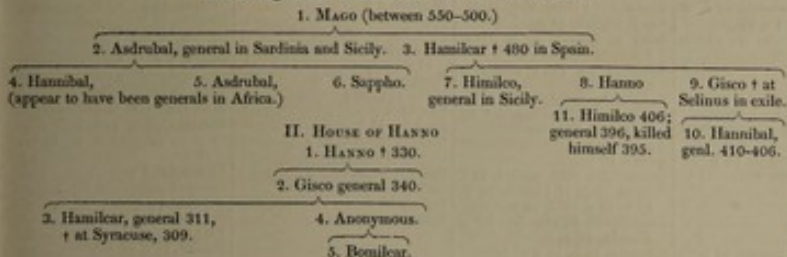 1. MAGO (between 550–500.)
2. Asdrubal, general in Sardinia and Sicily. 3. Hamilcar † 480 in Spain.
4. Hannibal, 5. Asdrubal, 6. Sappho. 7. Himilco, 8. Hanno 9. Gisco † at
(appear to have been generals in Africa.) general in Sicily. Selinus in exile.
11. Himilco 406; 10. Hannibal,
general 396, killed genl. 410-406.
himself 395.
II. HOUSE OF HANNO
1. HANNO † 330.
2. Gisco general 340.
3. Hamilcar, general 311, 4. Anonymous.
† at Syracuse, 309.
5. Bomilcar.